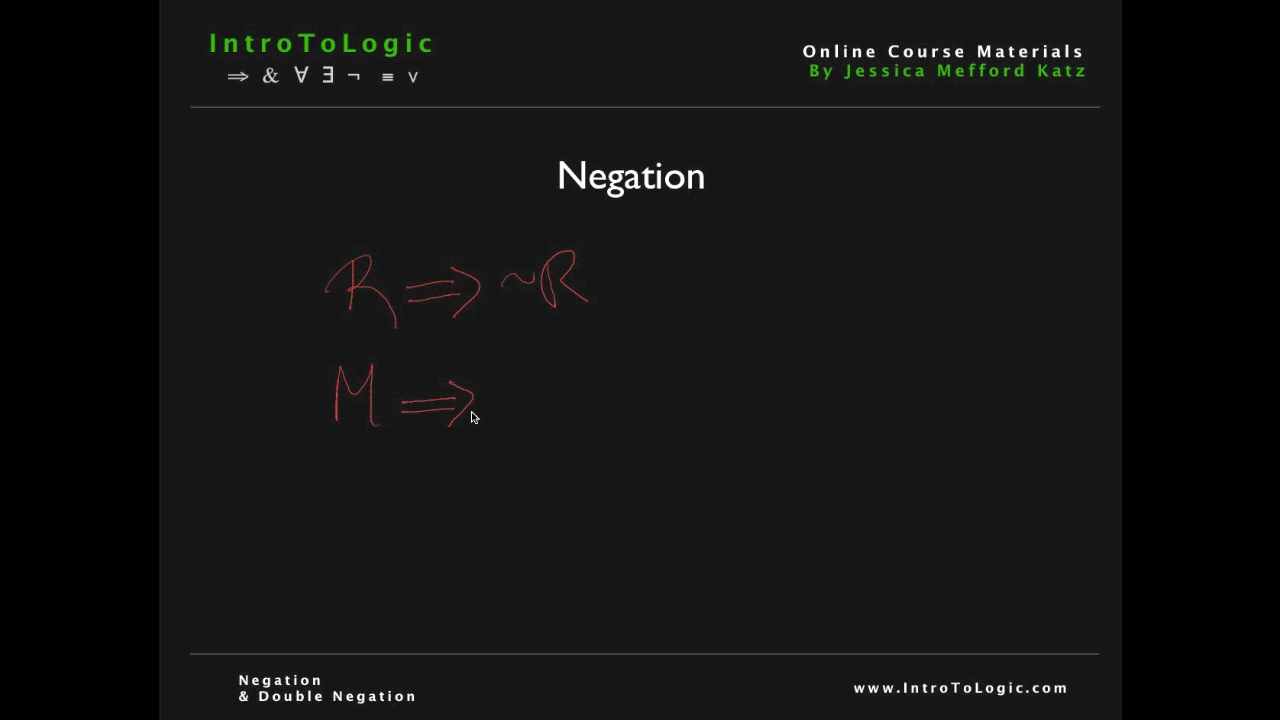 IntroToLogic
⇒ & ∀ ∃ ¬ ≡ ∨
Online Course Materials
By Jessica Mefford Katz
Negation
R ⇒ ~R
M ⇒
Negation
& Double Negation
www.IntroToLogic.com